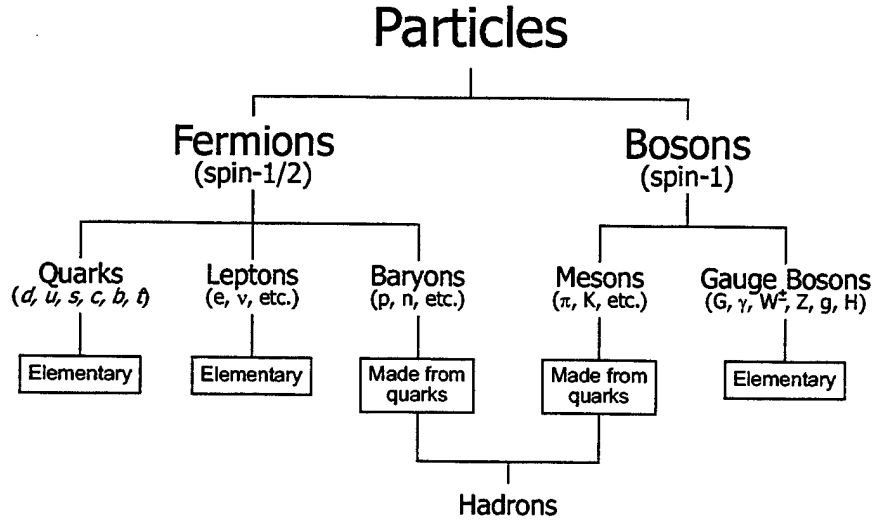 Particles
Fermions
(spin-1/2)
Bosons
(spin-1)
Quarks
(d, u, s, c, b, t)
Leptons
(e, ν, etc.)
Baryons
(p, n, etc.)
Mesons
(π, K, etc.)
Gauge Bosons
(G, γ, W±, Z, g, H)
Elementary
Elementary
Made from
quarks
Made from
quarks
Elementary
Hadrons